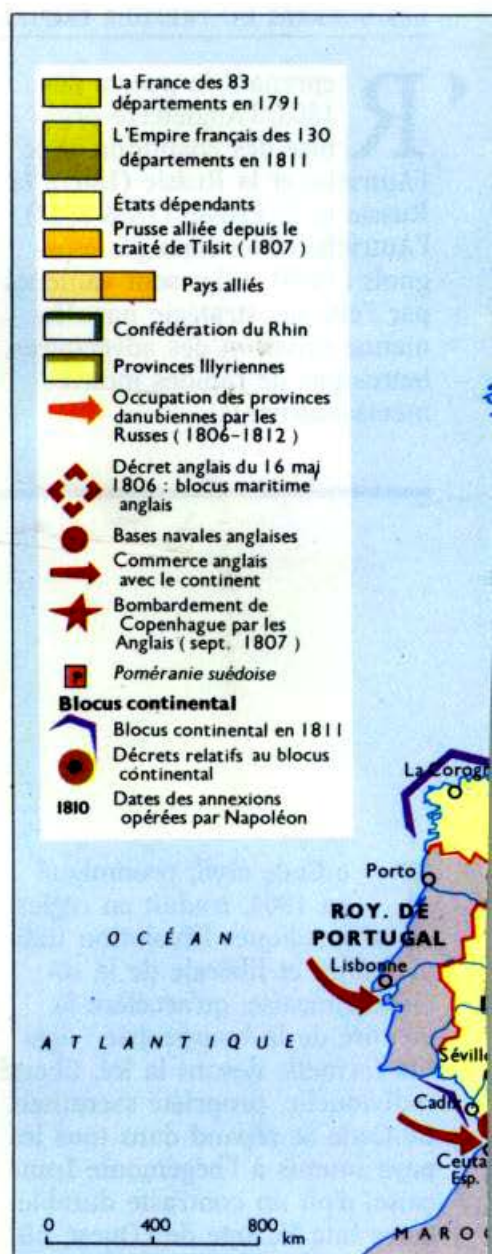 La France des 83
départements en 1791
L'Empire français des 130
départements en 1811
États dépendants
Prusse alliée depuis le
traité de Tilsit (1807)
Pays alliés
Confédération du Rhin
Provinces Illyriennes
Occupation des provinces
danubiennes par les
Russes (1806-1812)
Décret anglais du 16 mai
1806 : blocus maritime
anglais
Bases navales anglaises
Commerce anglais
avec le continent
Bombardement de
Copenhague par les
Anglais (sept. 1807)
P
Poméranie suédoise
Blocus continental
Blocus continental en 1811
Décrets relatifs au blocus
continental
1810 Dates des annexions
opérées par Napoléon
La Corog
Porto
ROY. DE
PORTUGAL
Lisbonne
OCÉAN
ATLANTIQUE
Sévill
Cadix
Ceuta
Esp.
0 400 800
km
MAROC